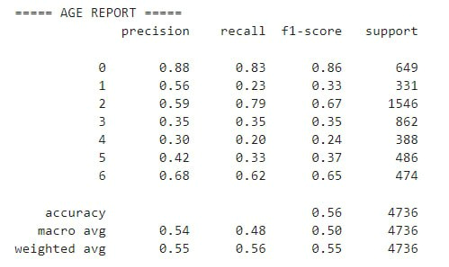 ===== AGE REPORT =====
precision recall f1-score support
0 0.88 0.83 0.86 649
1 0.56 0.23 0.33 331
2 0.59 0.79 0.67 1546
3 0.35 0.35 0.35 862
4 0.30 0.20 0.24 388
5 0.42 0.33 0.37 486
6 0.68 0.62 0.65 474
accuracy 0.56 4736
macro avg 0.54 0.48 0.50 4736
weighted avg 0.55 0.56 0.55 4736